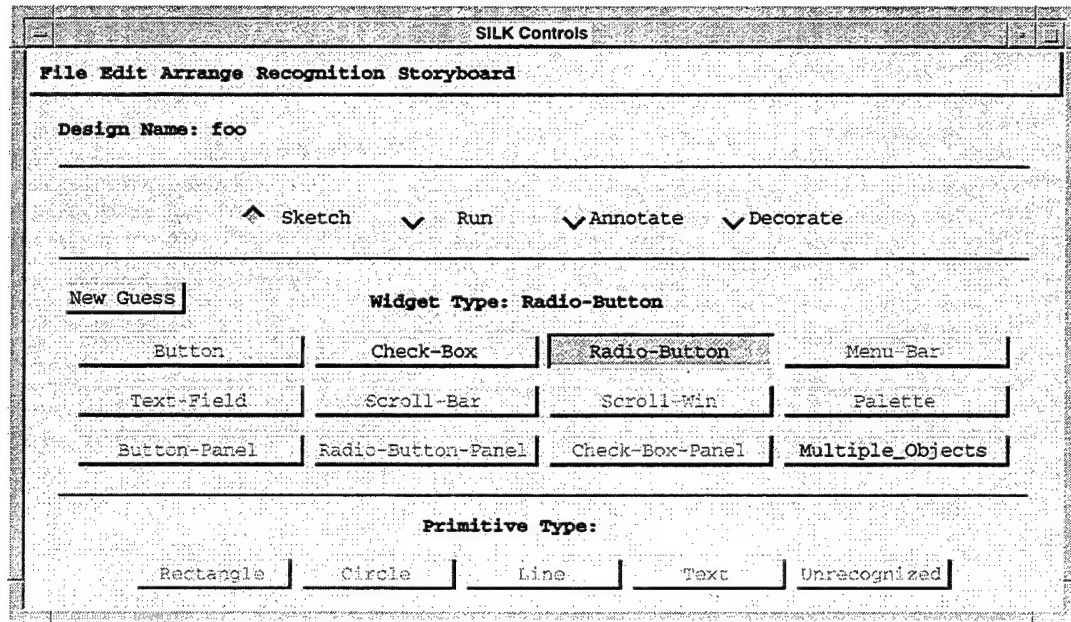 SILK Controls
File Edit Arrange Recognition Storyboard
Design Name: foo
Sketch Run Annotate Decorate
New Guess Widget Type: Radio-Button
Button Check-Box Radio-Button Menu-Bar
Text-Field Scroll-Bar Scroll-Win Palette
Button-Panel Radio-Button-Panel Check-Box-Panel Multiple_Objects
Primitive Type:
Rectangle Circle Line Text Unrecognized